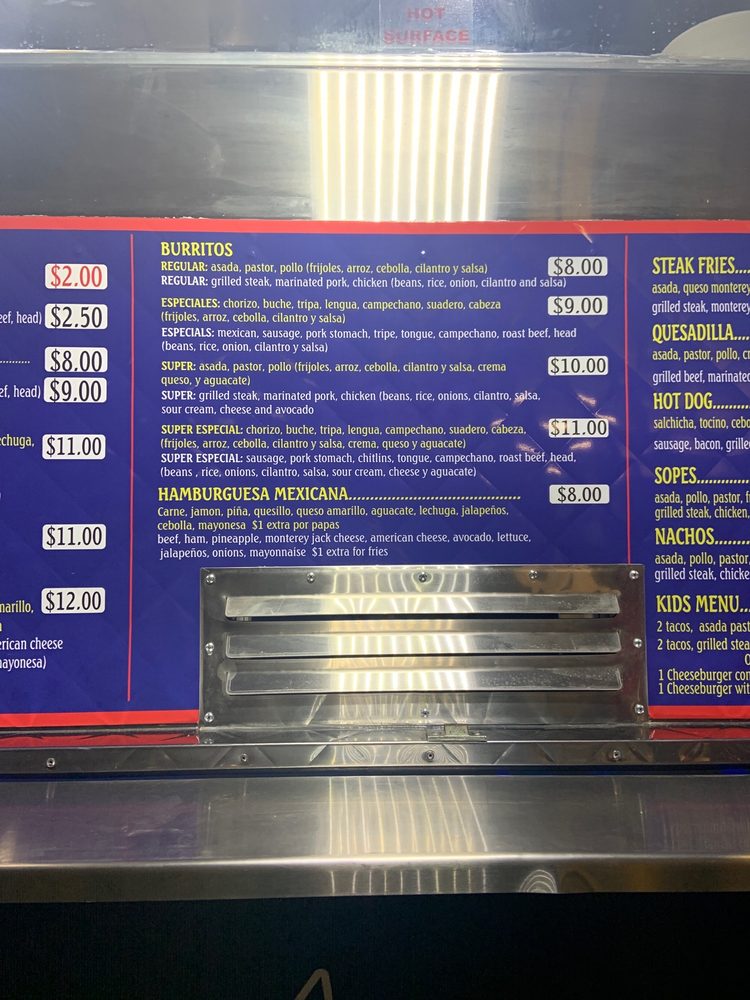 HOT
SURFACE
$2.00
eef, head) $2.50
.......... $8.00
ef, head) $9.00
echuga, $11.00
$11.00
marillo, $12.00
erican cheese
nayonesa)
BURRITOS
REGULAR: asada, pastor, pollo (frijoles, arroz, cebolla, cilantro y salsa) $8.00
REGULAR: grilled steak, marinated pork, chicken (beans, rice, onion, cilantro and salsa)
ESPECIALES: chorizo, buche, tripa, lengua, campechano, suadero, cabeza $9.00
(frijoles, arroz, cebolla, cilantro y salsa)
ESPECIALS: mexican, sausage, pork stomach, tripe, tongue, campechano, roast beef, head
(beans, rice, onion, cilantro y salsa)
SUPER: asada, pastor, pollo (frijoles, arroz, cebolla, cilantro y salsa, crema $10.00
queso, y aguacate)
SUPER: grilled steak, marinated pork, chicken (beans, rice, onions, cilantro, salsa,
sour cream, cheese and avocado
SUPER ESPECIAL: chorizo, buche, tripa, lengua, campechano, suadero, cabeza, $11.00
(frijoles, arroz, cebolla, cilantro y salsa, crema, queso y aguacate)
SUPER ESPECIAL: sausage, pork stomach, chitlins, tongue, campechano, roast beef, head,
(beans , rice, onions, cilantro, salsa, sour cream, cheese y aguacate)
HAMBURGUESA MEXICANA.......................................... $8.00
Carne, jamon, piña, quesillo, queso amarillo, aguacate, lechuga, jalapeños,
cebolla, mayonesa $1 extra por papas
beef, ham, pineapple, monterey jack cheese, american cheese, avocado, lettuce,
jalapeños, onions, mayonnaise $1 extra for fries
STEAK FRIES....
asada, queso monterey
grilled steak, monterey
QUESADILLA....
asada, pastor, pollo, cr
grilled beef, marinated
HOT DOG.........
salchicha, tocino, cebo
sausage, bacon, grille
SOPES.............
asada, pollo, pastor, f
grilled steak, chicken,
NACHOS........
asada, pollo, pastor,
grilled steak, chicke
KIDS MENU...
2 tacos, asada past
2 tacos, grilled stea
1 Cheeseburger con
1 Cheeseburger wit